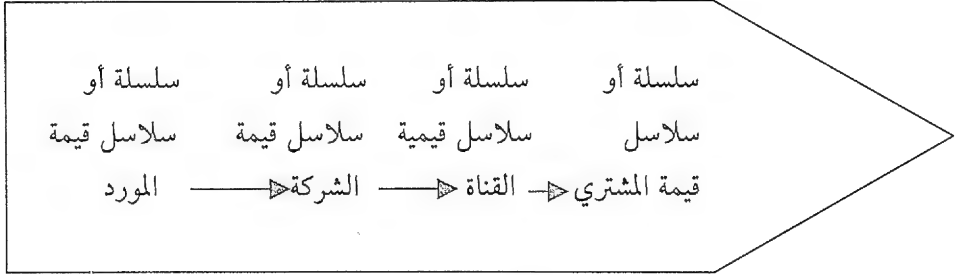 سلسلة أو سلسلة أو سلسلة أو سلسلة أو
سلاسل قيمة سلاسل قيمة سلاسل قيمية سلاسل
المورد الشركة القناة قيمة المشتري